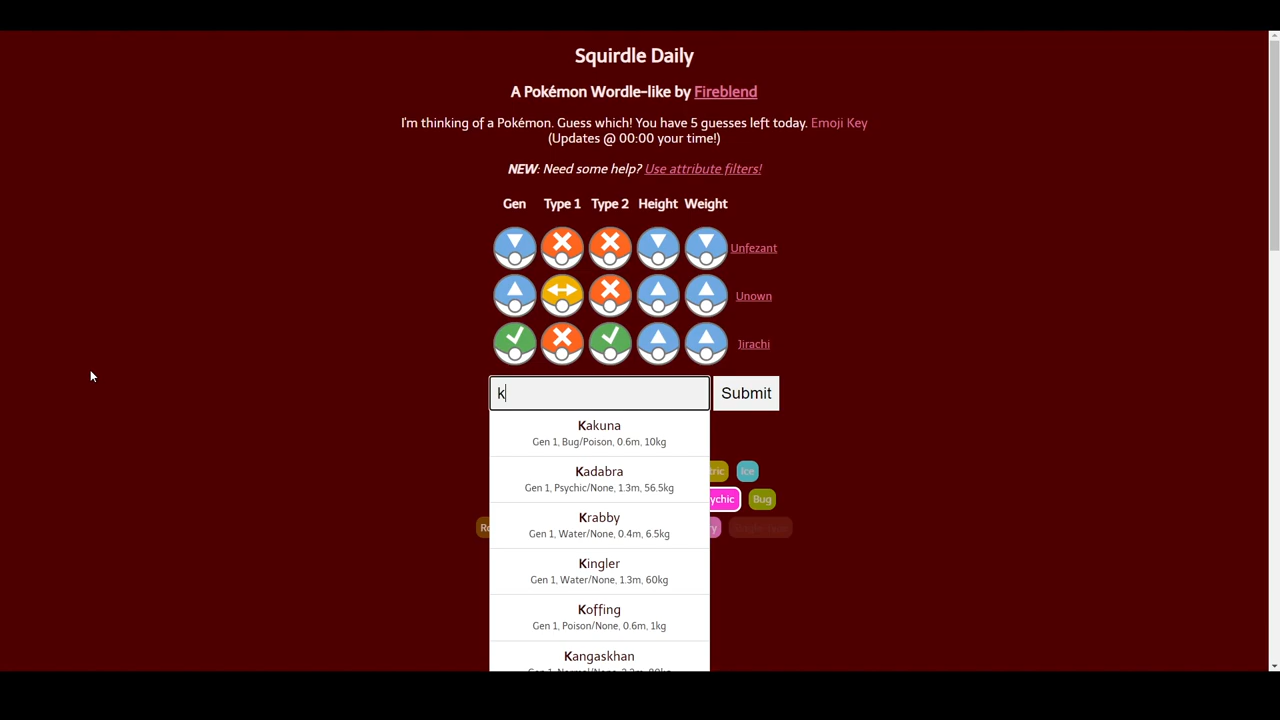 Squirdle Daily
A Pokémon Wordle-like by Fireblend
I'm thinking of a Pokémon. Guess which! You have 5 guesses left today. Emoji Key
(Updates @ 00:00 your time!)
NEW: Need some help? Use attribute filters!
Gen Type 1 Type 2 Height Weight
Unfezant
Unown
Jirachi
k Submit
Kakuna
Gen 1, Bug/Poison, 0.6m, 10kg
Kadabra
Gen 1, Psychic/None, 1.3m, 56.5kg
tric Ice
ychic Bug
Krabby
Gen 1, Water/None, 0.4m, 6.5kg
Ro
ry
Kingler
Gen 1, Water/None, 1.3m, 60kg
Koffing
Gen 1, Poison/None, 0.6m, 1kg
Kangaskhan